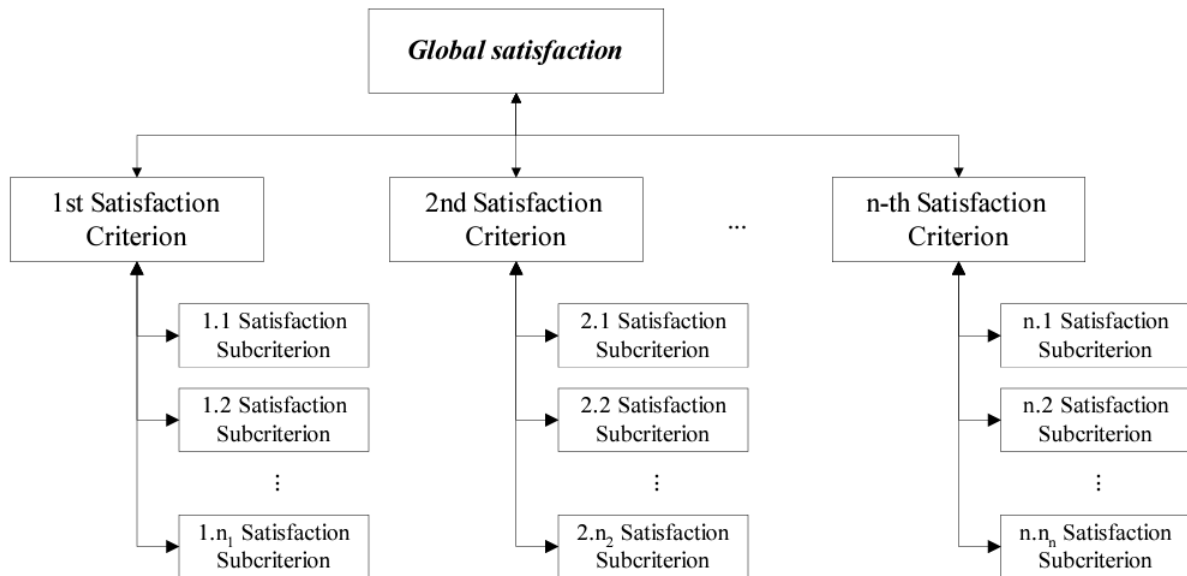 Global satisfaction
1st Satisfaction
Criterion
2nd Satisfaction
Criterion
...
n-th Satisfaction
Criterion
1.1 Satisfaction
Subcriterion
1.2 Satisfaction
Subcriterion
⋮
1.n₁ Satisfaction
Subcriterion
2.1 Satisfaction
Subcriterion
2.2 Satisfaction
Subcriterion
⋮
2.n₂ Satisfaction
Subcriterion
n.1 Satisfaction
Subcriterion
n.2 Satisfaction
Subcriterion
⋮
n.nₙ Satisfaction
Subcriterion